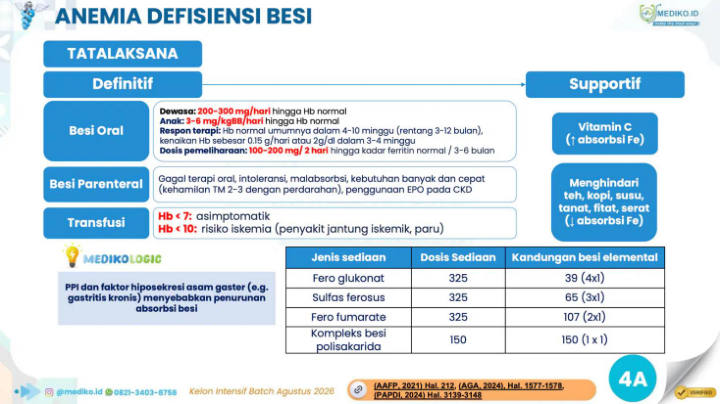 ANEMIA DEFISIENSI BESI
MEDIKO.ID
TATALAKSANA
Definitif
Supportif
Besi Oral
Dewasa: 200-300 mg/hari hingga Hb normal
Anak: 3-6 mg/kgBB/hari hingga Hb normal
Respon terapi: Hb normal umumnya dalam 4-10 minggu (rentang 3-12 bulan),
kenaikan Hb sebesar 0.15 g/hari atau 2g/dl dalam 3-4 minggu
Dosis pemeliharaan: 100-200 mg/ 2 hari hingga kadar ferritin normal / 3-6 bulan
Vitamin C
(↑ absorbsi Fe)
Besi Parenteral
Gagal terapi oral, intoleransi, malabsorbsi, kebutuhan banyak dan cepat
(kehamilan TM 2-3 dengan perdarahan), penggunaan EPO pada CKD
Menghindari
teh, kopi, susu,
tanat, fitat, serat
(↓ absorbsi Fe)
Transfusi
Hb < 7: asimptomatik
Hb < 10: risiko iskemia (penyakit jantung iskemik, paru)
MEDIKOLOGIC
PPI dan faktor hiposekresi asam gaster (e.g.
gastritis kronis) menyebabkan penurunan
absorbsi besi
Jenis sediaan Dosis Sediaan Kandungan besi elemental
Fero glukonat 325 39 (4x1)
Sulfas ferosus 325 65 (3x1)
Fero fumarate 325 107 (2x1)
Kompleks besi
polisakarida 150 150 (1 x 1)
@mediko.id 0821-3403-8758 Kelon Intensif Batch Agustus 2026
(AAFP, 2021) Hal. 212, (AGA, 2024), Hal. 1577-1578,
(PAPDI, 2024) Hal. 3139-3148
4A
VERIFIED